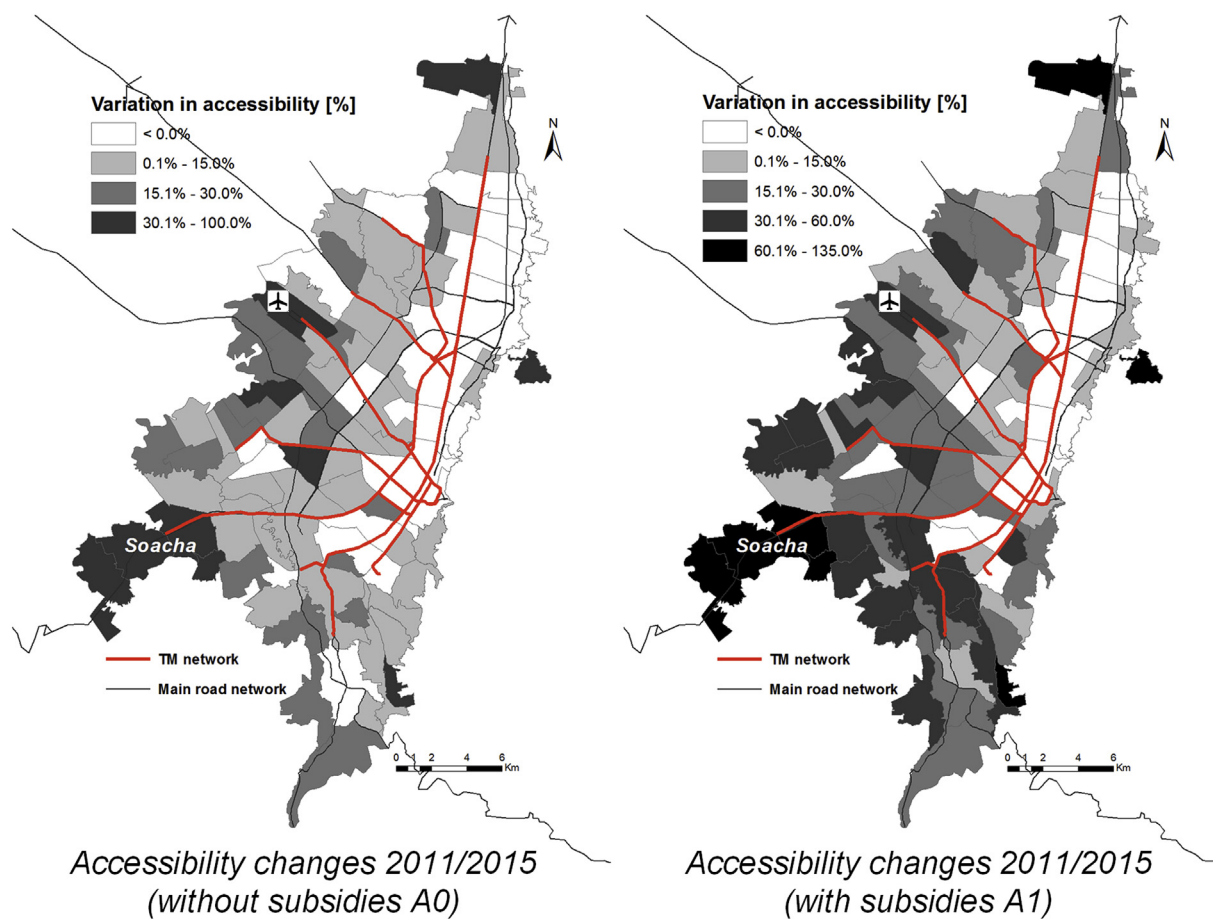 Variation in accessibility [%]
< 0.0%
0.1% - 15.0%
15.1% - 30.0%
30.1% - 100.0%
N
Soacha
TM network
Main road network
0 1 2 4 6
Km
Accessibility changes 2011/2015
(without subsidies A0)
Variation in accessibility [%]
< 0.0%
0.1% - 15.0%
15.1% - 30.0%
30.1% - 60.0%
60.1% - 135.0%
N
Soacha
TM network
Main road network
0 1 2 4 6
Km
Accessibility changes 2011/2015
(with subsidies A1)